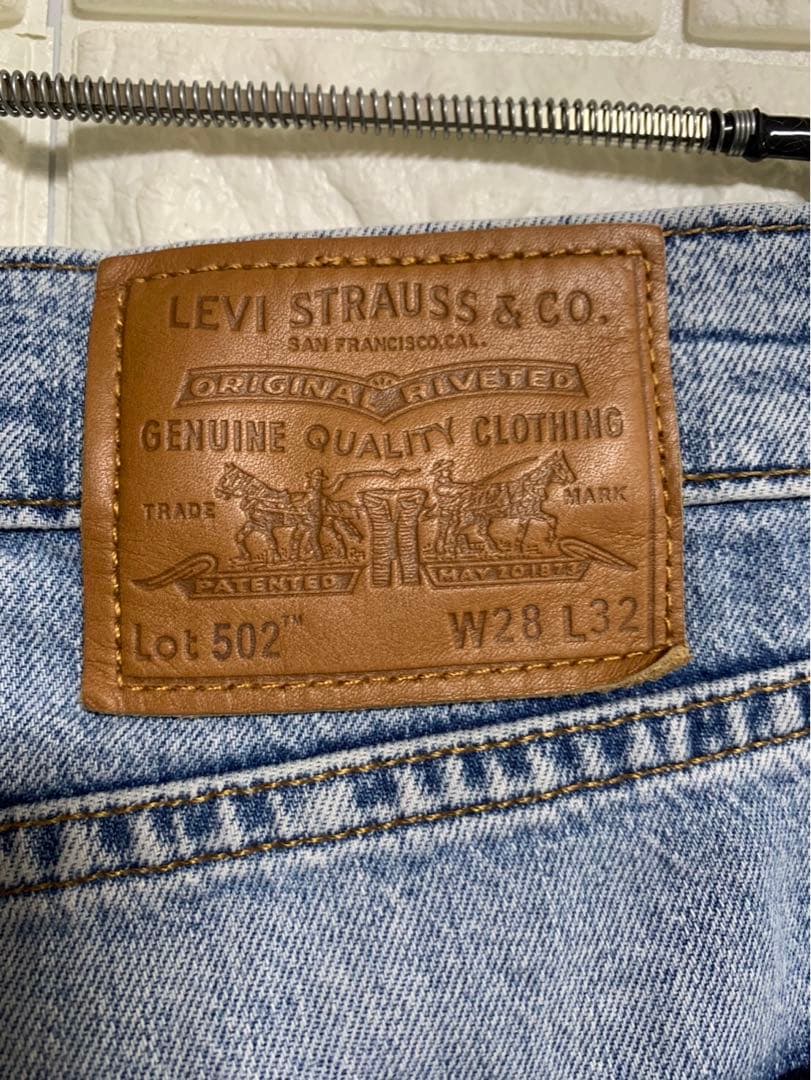 LEVI STRAUSS & CO.
SAN FRANCISCO, CAL.
ORIGINAL RIVETED
GENUINE QUALITY CLOTHING
TRADE MARK
PATENTED MAY 20 1873
Lot 502™ W28 L32